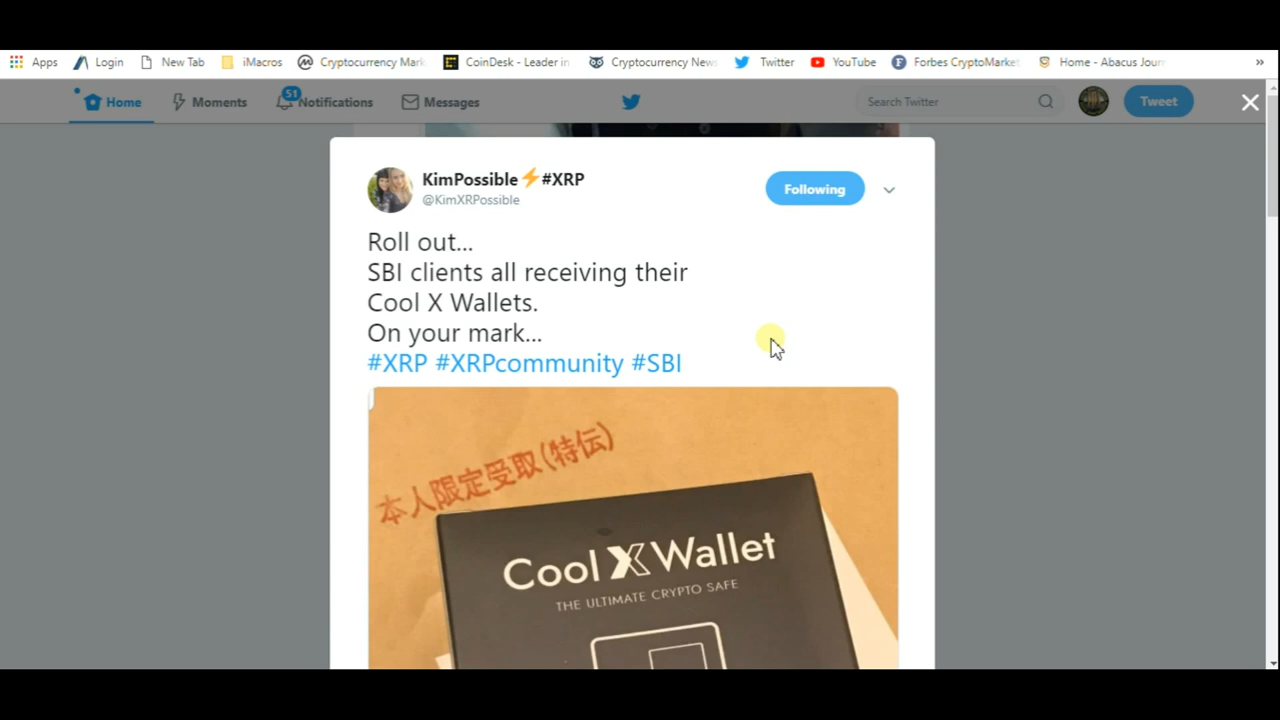 Apps Login New Tab iMacros Cryptocurrency Mark CoinDesk - Leader in Cryptocurrency News Twitter YouTube Forbes CryptoMarket Home - Abacus Journ »
Home Moments 51 Notifications Messages Search Twitter Tweet
KimPossible⚡#XRP
@KimXRPossible
Following
Roll out...
SBI clients all receiving their
Cool X Wallets.
On your mark...
#XRP #XRPcommunity #SBI
本人限定受取(特伝)
Cool X Wallet
THE ULTIMATE CRYPTO SAFE